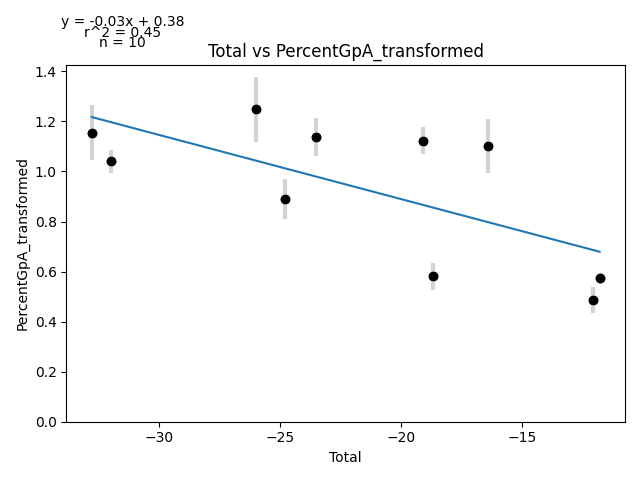 y = -0.03x + 0.38
r^2 = 0.45
n = 10
Total vs PercentGpA_transformed
PercentGpA_transformed
1.4
1.2
1.0
0.8
0.6
0.4
0.2
0.0
−30
−25
−20
−15
Total